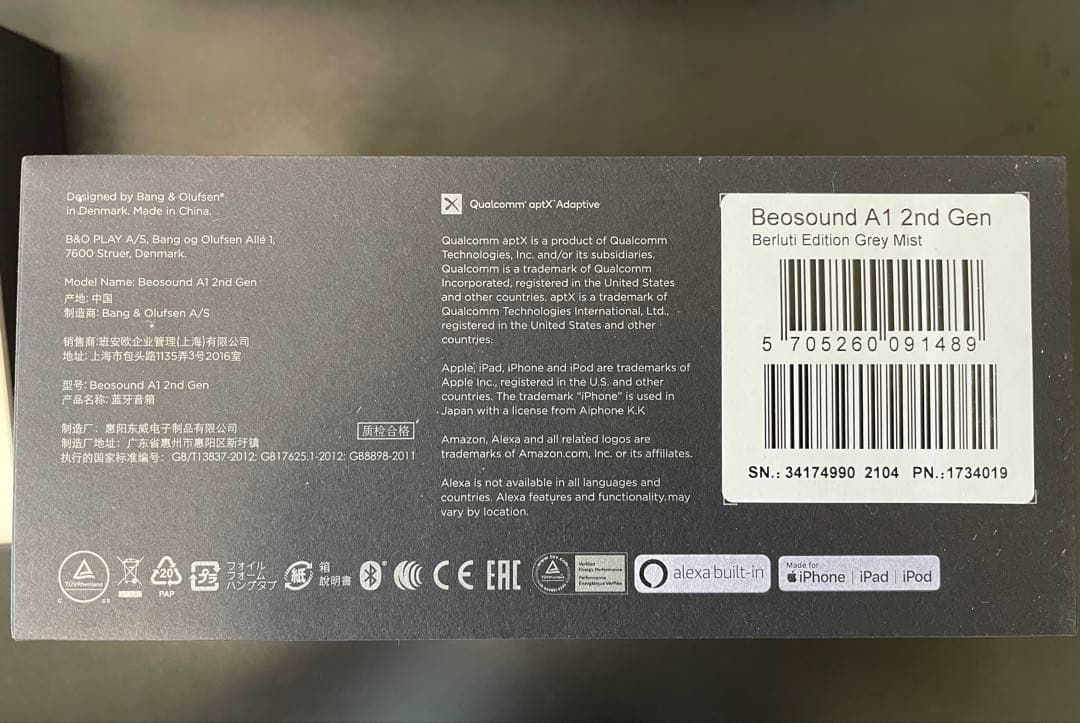 Designed by Bang & Olufsen®
in Denmark. Made in China.
B&O PLAY A/S, Bang og Olufsen Allé 1,
7600 Struer, Denmark.
Model Name: Beosound A1 2nd Gen
产地: 中国
制造商: Bang & Olufsen A/S
销售商:班安欧企业管理(上海)有限公司
地址: 上海市包头路1135弄3号2016室
型号: Beosound A1 2nd Gen
产品名称: 蓝牙音箱
制造厂: 惠阳东威电子制品有限公司
制造厂地址: 广东省惠州市惠阳区新圩镇
执行的国家标准编号: GB/T13837-2012; GB17625.1-2012; GB8898-2011
质检合格
Qualcomm® aptX™ Adaptive
Qualcomm aptX is a product of Qualcomm
Technologies, Inc. and/or its subsidiaries.
Qualcomm is a trademark of Qualcomm
Incorporated, registered in the United States
and other countries. aptX is a trademark of
Qualcomm Technologies International, Ltd.,
registered in the United States and other
countries.
Apple, iPad, iPhone and iPod are trademarks of
Apple Inc., registered in the U.S. and other
countries. The trademark "iPhone" is used in
Japan with a license from Aiphone K.K
Amazon, Alexa and all related logos are
trademarks of Amazon.com, Inc. or its affiliates.
Alexa is not available in all languages and
countries. Alexa features and functionality may
vary by location.
Beosound A1 2nd Gen
Berluti Edition Grey Mist
5 705260 091489
SN.: 34174990 2104 PN.:1734019
TÜVRheinland
C US
20
PAP
プラ
フォイル
フォーム
ハングタブ
紙
箱
説明書
CE
EAC
Verified
Energy Performance
Performance
Énergétique Vérifiée
alexa built-in
Made for
iPhone | iPad | iPod